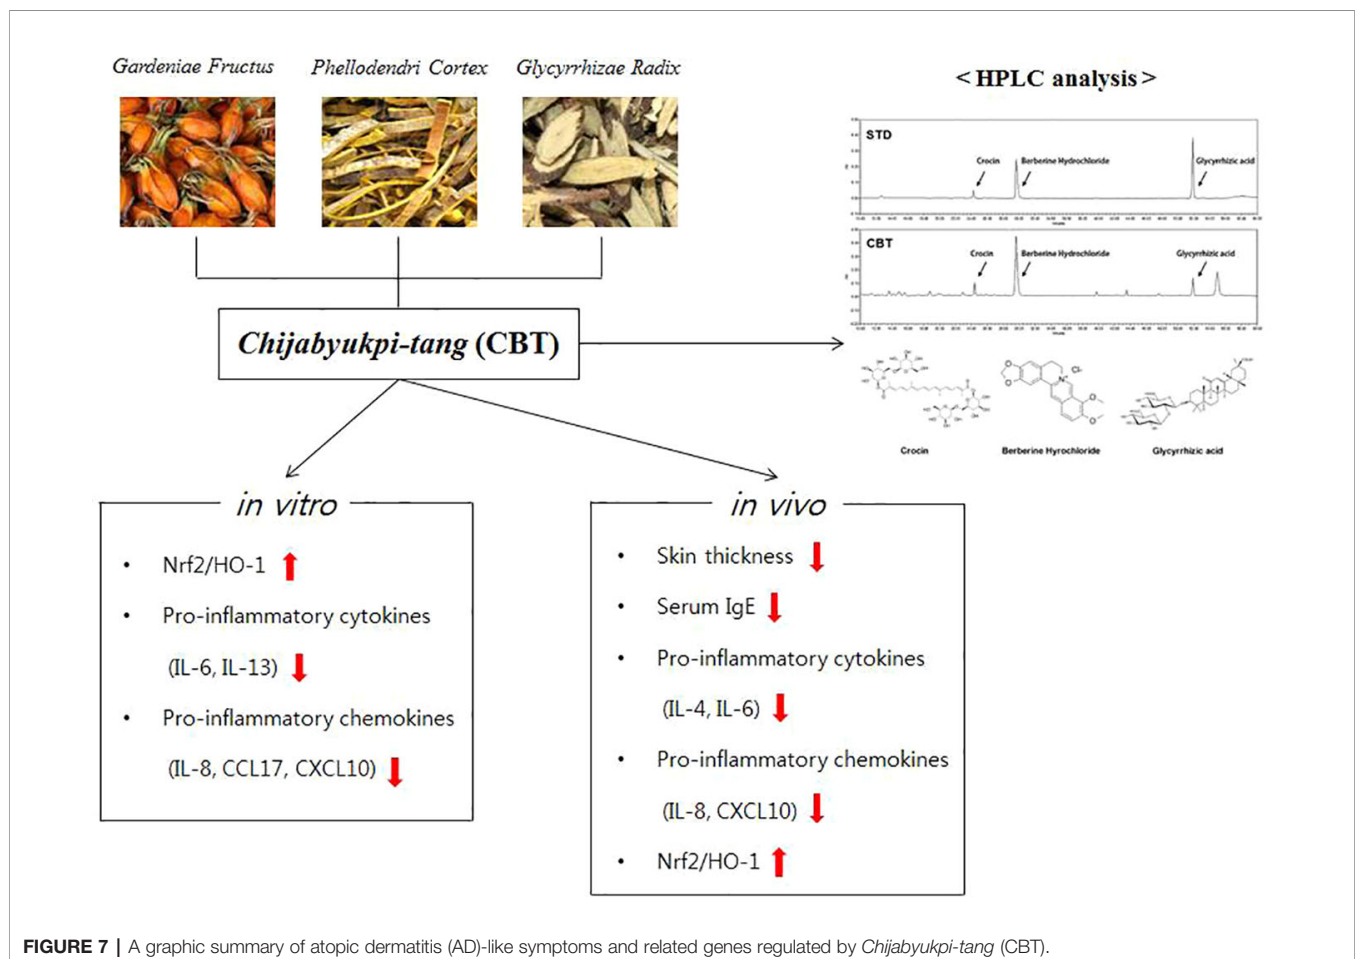 Gardeniae Fructus
Phellodendri Cortex
Glycyrrhizae Radix
< HPLC analysis >
STD
Crocin
Berberine Hydrochloride
Glycyrrhizic acid
CBT
Crocin
Berberine Hydrochloride
Glycyrrhizic acid
Chijabyukpi-tang (CBT)
Cl-
Crocin
Berberine Hyrochloride
Glycyrrhizic acid
in vitro
• Nrf2/HO-1
• Pro-inflammatory cytokines
(IL-6, IL-13)
• Pro-inflammatory chemokines
(IL-8, CCL17, CXCL10)
in vivo
• Skin thickness
• Serum IgE
• Pro-inflammatory cytokines
(IL-4, IL-6)
• Pro-inflammatory chemokines
(IL-8, CXCL10)
• Nrf2/HO-1
FIGURE 7 | A graphic summary of atopic dermatitis (AD)-like symptoms and related genes regulated by Chijabyukpi-tang (CBT).